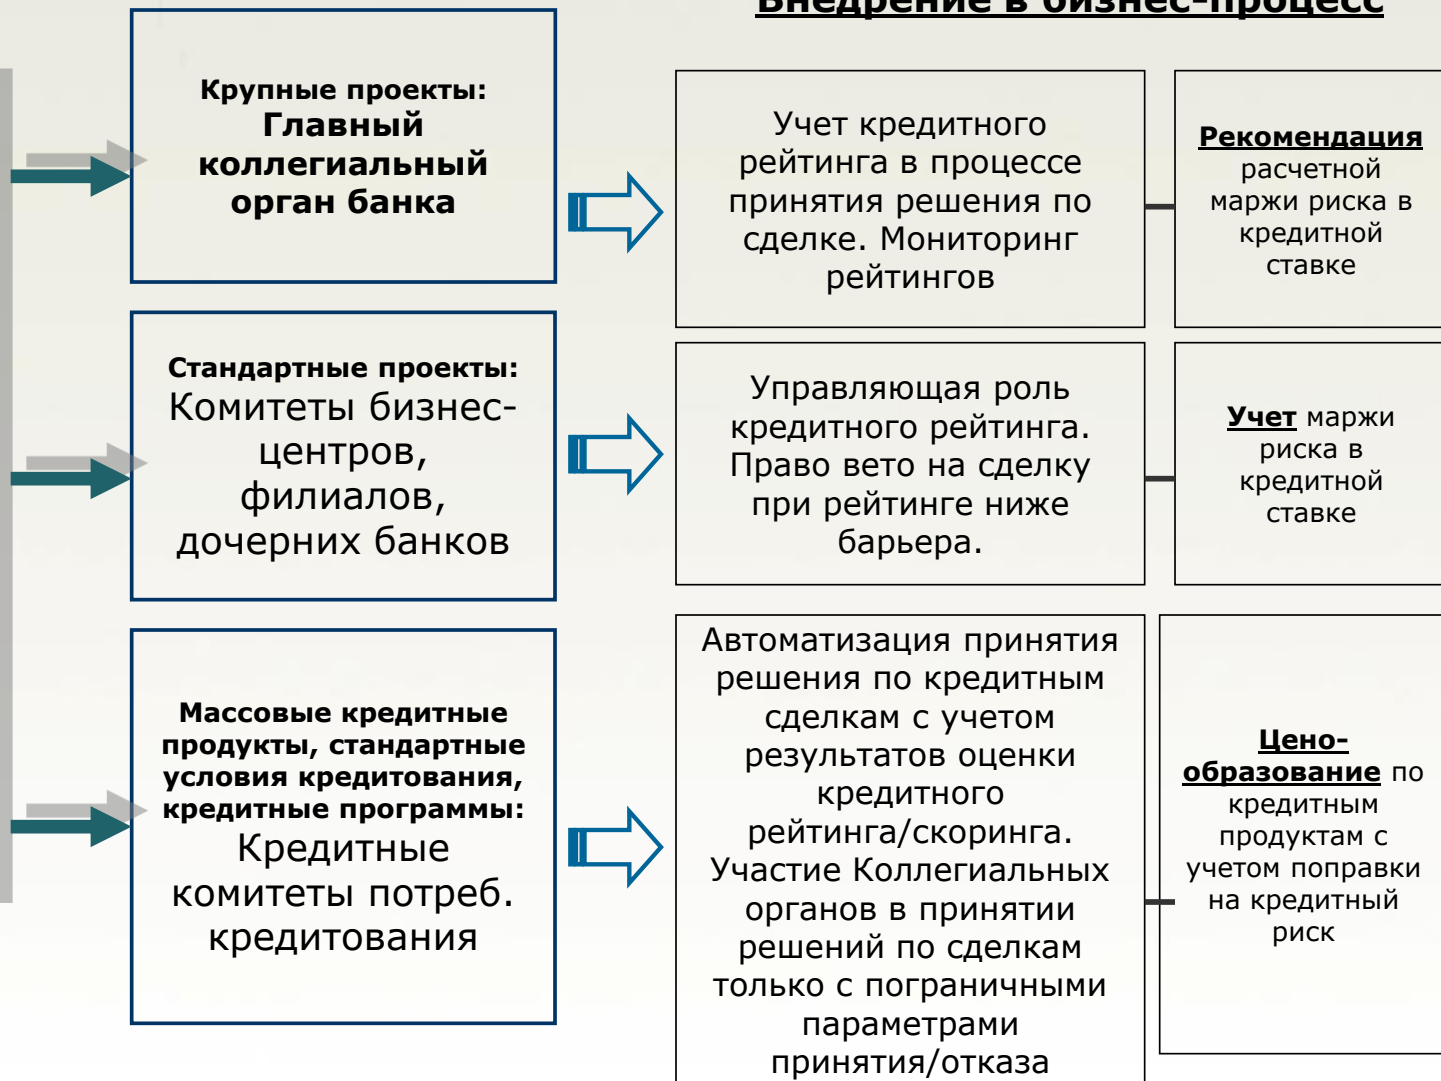 Внедрение в бизнес-процесс
Крупные проекты:
Главный
коллегиальный
орган банка
Учет кредитного
рейтинга в процессе
принятия решения по
сделке. Мониторинг
рейтингов
Рекомендация
расчетной
маржи риска в
кредитной
ставке
Стандартные проекты:
Комитеты бизнес-
центров,
филиалов,
дочерних банков
Управляющая роль
кредитного рейтинга.
Право вето на сделку
при рейтинге ниже
барьера.
Учет маржи
риска в
кредитной
ставке
Массовые кредитные
продукты, стандартные
условия кредитования,
кредитные программы:
Кредитные
комитеты потреб.
кредитования
Автоматизация принятия
решения по кредитным
сделкам с учетом
результатов оценки
кредитного
рейтинга/скоринга.
Участие Коллегиальных
органов в принятии
решений по сделкам
только с пограничными
параметрами
принятия/отказа
Цено-
образование по
кредитным
продуктам с
учетом поправки
на кредитный
риск